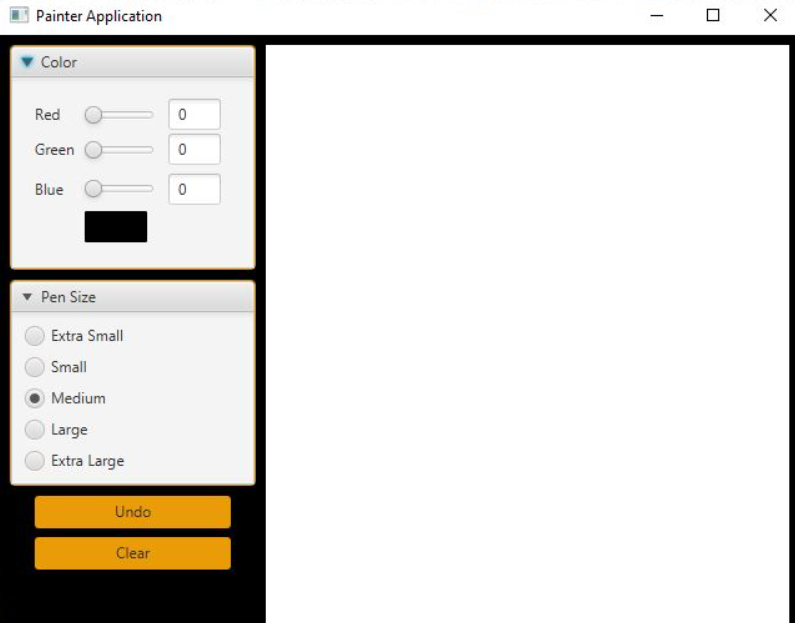 Painter Application
Color
Red 0
Green 0
Blue 0
Pen Size
Extra Small
Small
Medium
Large
Extra Large
Undo
Clear